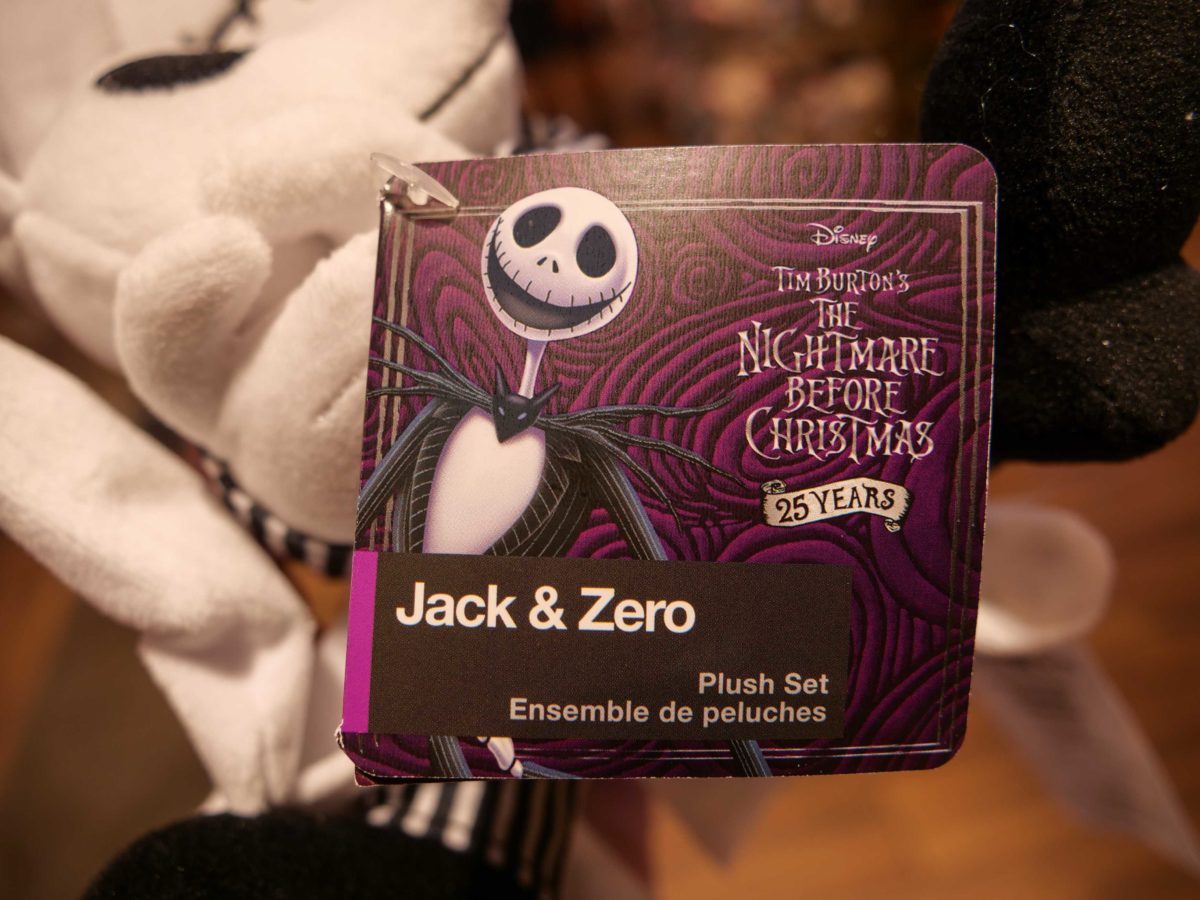 Disney
Tim Burton's
The
Nightmare
Before
Christmas
25 Years
Jack & Zero
Plush Set
Ensemble de peluches